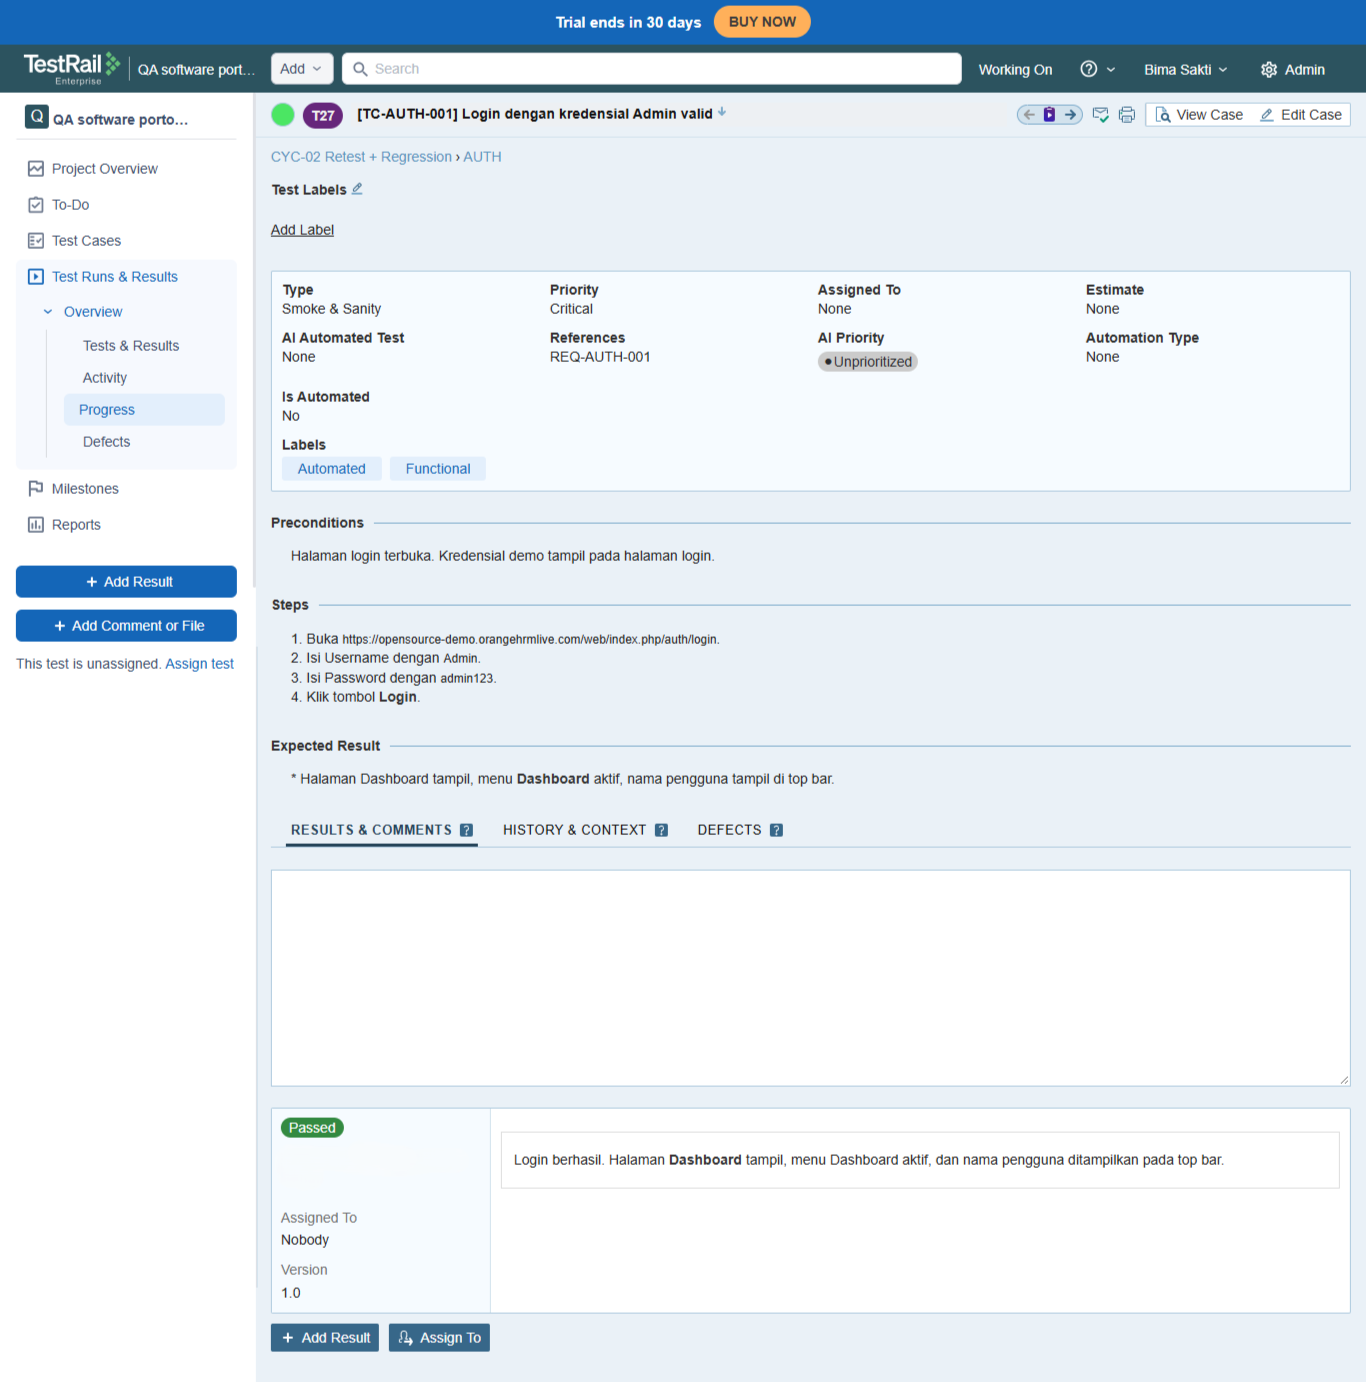 Trial ends in 30 days BUY NOW
TestRail Enterprise QA software port... Add Search Working On Bima Sakti Admin
Q QA software porto...
Project Overview
To-Do
Test Cases
Test Runs & Results
Overview
Tests & Results
Activity
Progress
Defects
Milestones
Reports
+ Add Result
+ Add Comment or File
This test is unassigned. Assign test
T27 [TC-AUTH-001] Login dengan kredensial Admin valid
View Case Edit Case
CYC-02 Retest + Regression › AUTH
Test Labels
Add Label
Type Priority Assigned To Estimate
Smoke & Sanity Critical None None
AI Automated Test References AI Priority Automation Type
None REQ-AUTH-001 Unprioritized None
Is Automated
No
Labels
Automated Functional
Preconditions
Halaman login terbuka. Kredensial demo tampil pada halaman login.
Steps
1. Buka https://opensource-demo.orangehrmlive.com/web/index.php/auth/login.
2. Isi Username dengan Admin.
3. Isi Password dengan admin123.
4. Klik tombol Login.
Expected Result
* Halaman Dashboard tampil, menu Dashboard aktif, nama pengguna tampil di top bar.
RESULTS & COMMENTS ? HISTORY & CONTEXT ? DEFECTS ?
Passed
Login berhasil. Halaman Dashboard tampil, menu Dashboard aktif, dan nama pengguna ditampilkan pada top bar.
Assigned To
Nobody
Version
1.0
+ Add Result Assign To